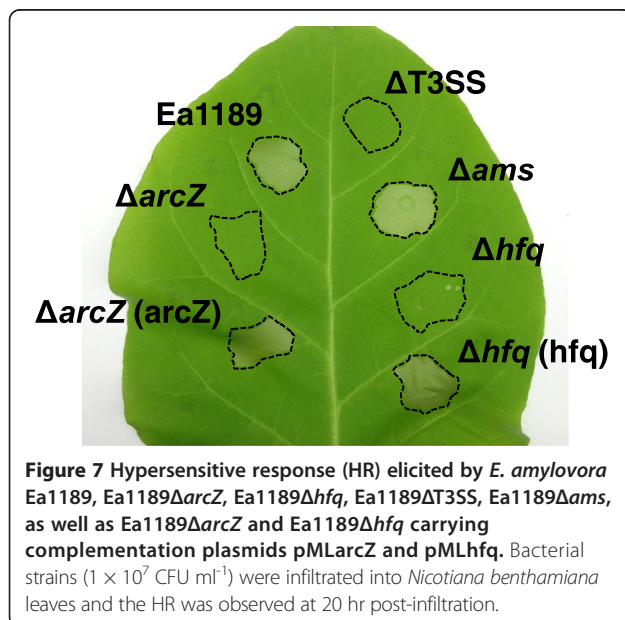 ΔT3SS
Ea1189
Δams
ΔarcZ
Δhfq
ΔarcZ (arcZ)
Δhfq (hfq)
Figure 7 Hypersensitive response (HR) elicited by E. amylovora
Ea1189, Ea1189ΔarcZ, Ea1189Δhfq, Ea1189ΔT3SS, Ea1189Δams,
as well as Ea1189ΔarcZ and Ea1189Δhfq carrying
complementation plasmids pMLarcZ and pMLhfq. Bacterial
strains (1 × 10⁷ CFU ml⁻¹) were infiltrated into Nicotiana benthamiana
leaves and the HR was observed at 20 hr post-infiltration.